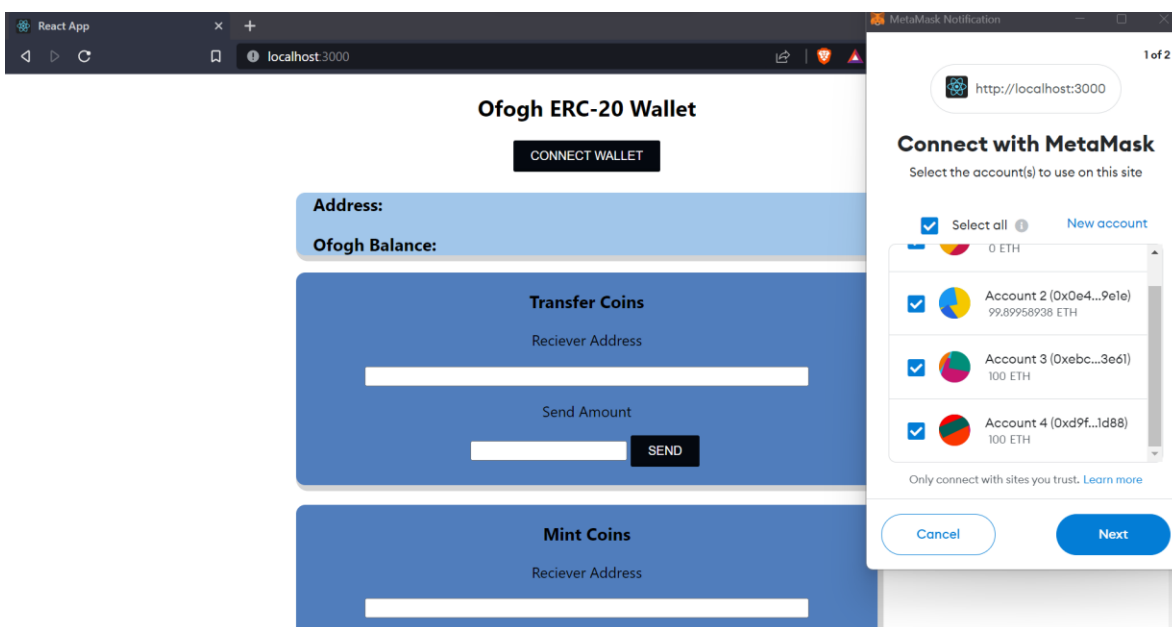 React App
localhost:3000
Ofogh ERC-20 Wallet
CONNECT WALLET
Address:
Ofogh Balance:
Transfer Coins
Reciever Address
Send Amount
SEND
Mint Coins
Reciever Address
MetaMask Notification
1 of 2
http://localhost:3000
Connect with MetaMask
Select the account(s) to use on this site
Select all
New account
0 ETH
Account 2 (0x0e4...9e1e)
99.89958938 ETH
Account 3 (0xebc...3e61)
100 ETH
Account 4 (0xd9f...1d88)
100 ETH
Only connect with sites you trust. Learn more
Cancel
Next